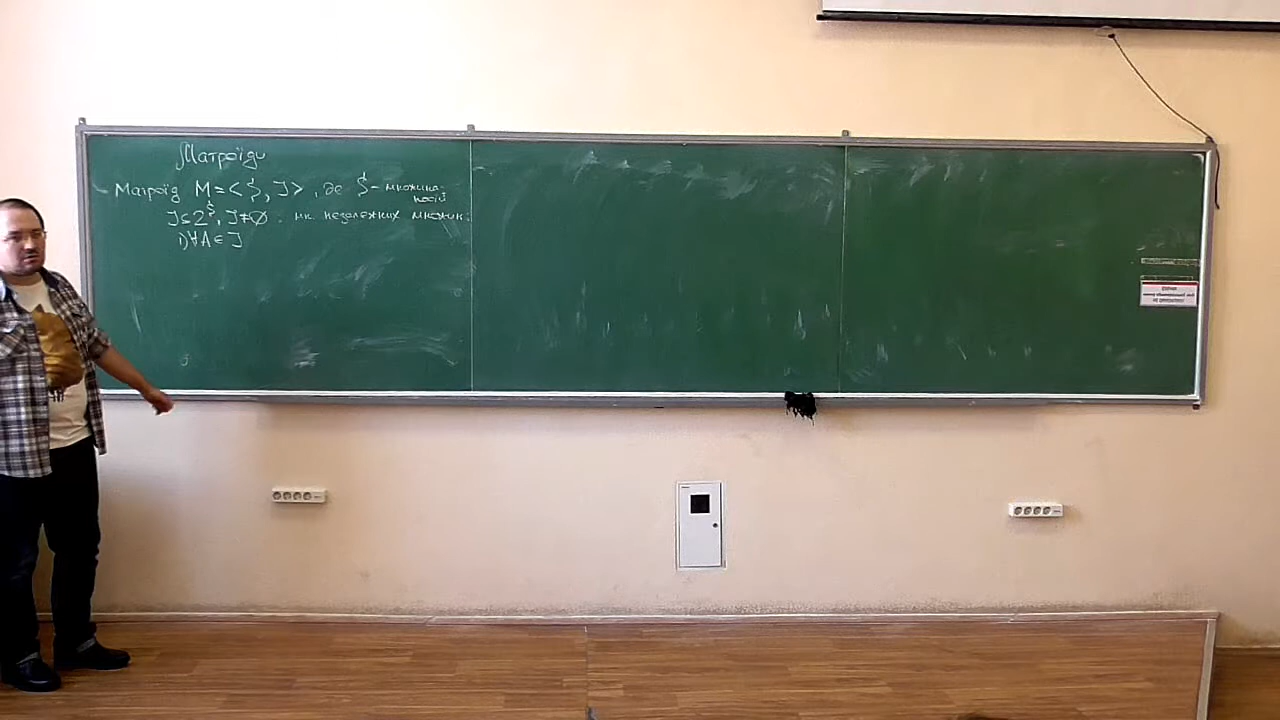 Матроїди
Матроїд M = < S, J > , де S - множина
носій
J ⊆ 2^S, J ≠ ∅ : мн. незалежних множин:
1) ∀A ∈ J